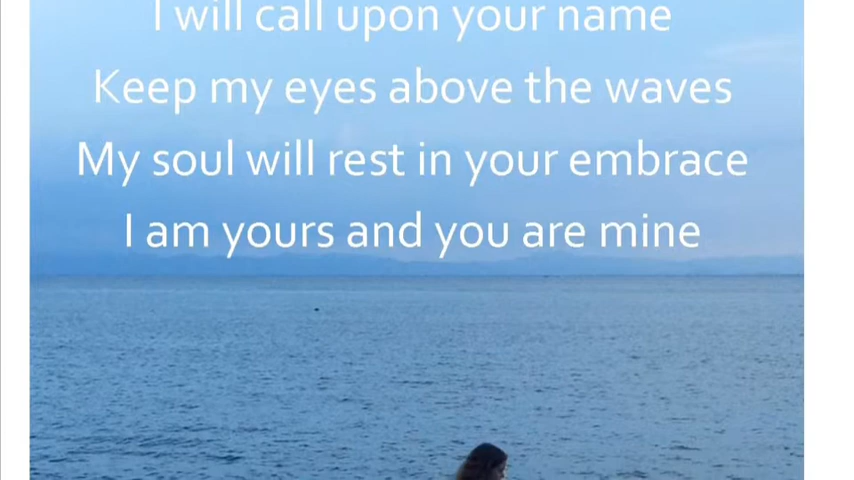 I will call upon your name
Keep my eyes above the waves
My soul will rest in your embrace
I am yours and you are mine